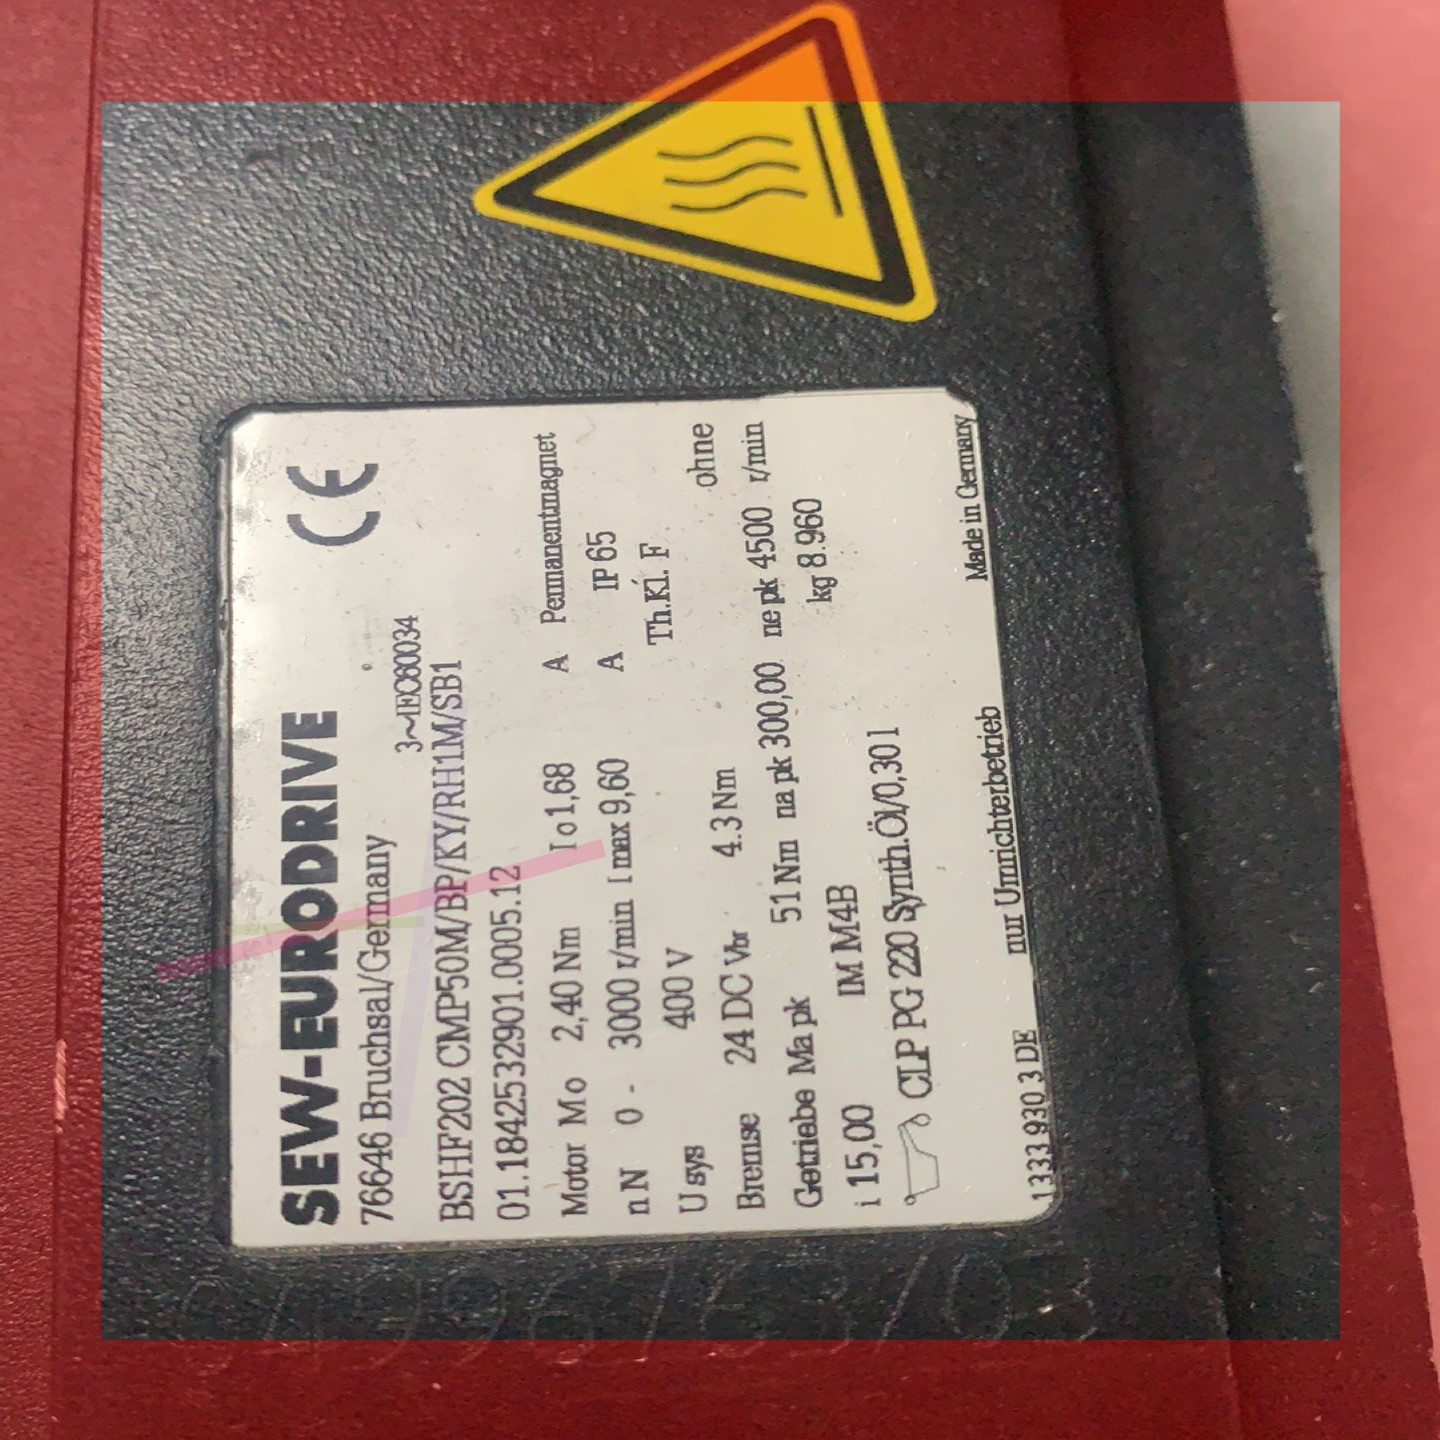 SEW-EURODRIVE CE
76646 Bruchsal/Germany
3~IEC60034
BSHF202 CMP50M/BP/KY/RH1M/SB1
01.1842532901.0005.12
Motor Mo 2,40 Nm Io 1,68 A Permanentmagnet
nN 0 - 3000 r/min Imax 9,60 A IP 65
Usys 400 V Th.Kl. F
Bremse 24 DC Vbr 4.3 Nm ohne
Getriebe Ma pk 51 Nm na pk 300,00 ne pk 4500 r/min
i 15,00 IM M4B kg 8.960
CLP PG 220 Synth.Öl/0,30 l
1333 930 3 DE nur Umrichterbetrieb Made in Germany